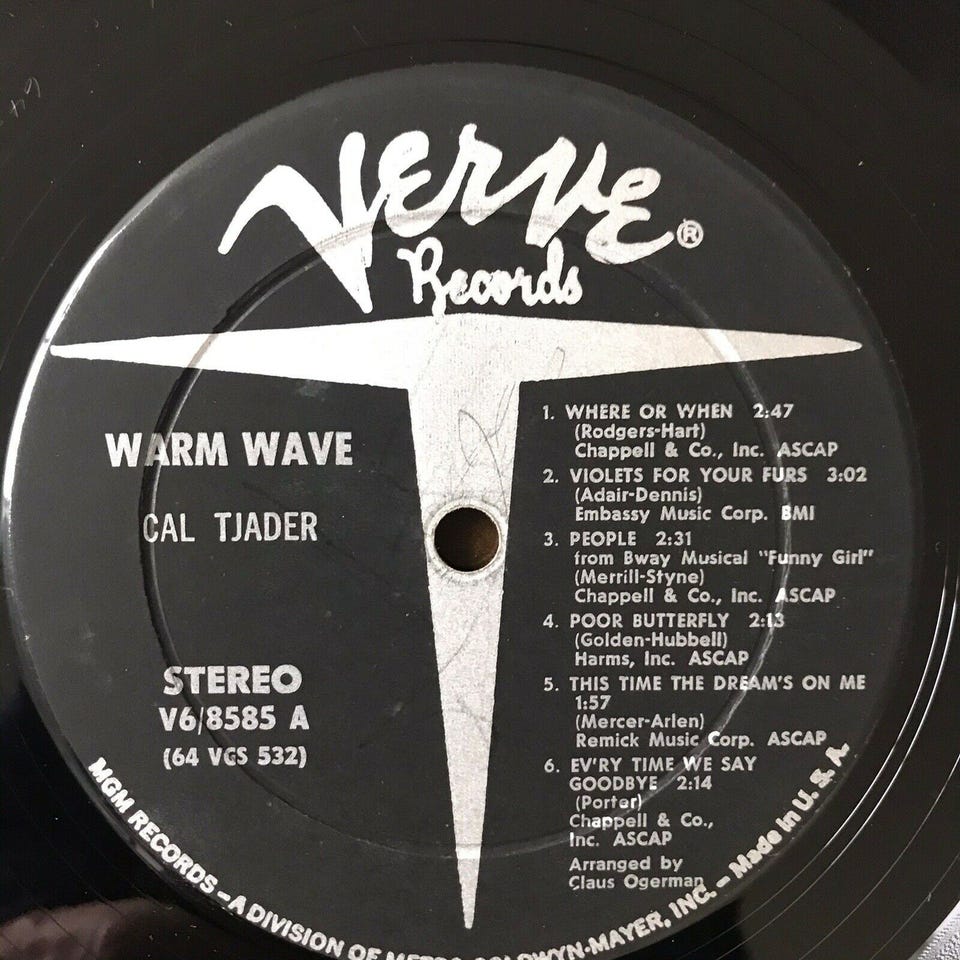 Verve®
Records
WARM WAVE
CAL TJADER
STEREO
V6/8585 A
(64 VGS 532)
1. WHERE OR WHEN 2:47
(Rodgers-Hart)
Chappell & Co., Inc. ASCAP
2. VIOLETS FOR YOUR FURS 3:02
(Adair-Dennis)
Embassy Music Corp. BMI
3. PEOPLE 2:31
from Bway Musical "Funny Girl"
(Merrill-Styne)
Chappell & Co., Inc. ASCAP
4. POOR BUTTERFLY 2:13
(Golden-Hubbell)
Harms, Inc. ASCAP
5. THIS TIME THE DREAM'S ON ME
1:57
(Mercer-Arlen)
Remick Music Corp. ASCAP
6. EV'RY TIME WE SAY
GOODBYE 2:14
(Porter)
Chappell & Co.,
Inc. ASCAP
Arranged by
Claus Ogerman
MGM RECORDS – A DIVISION OF METRO-GOLDWYN-MAYER, INC. – Made in U. S. A.